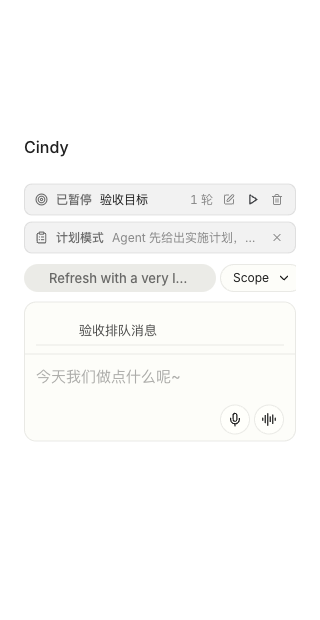 Cindy
已暂停 验收目标 1 轮
计划模式 Agent 先给出实施计划, ...
Refresh with a very l... Scope
验收排队消息
今天我们做点什么呢~